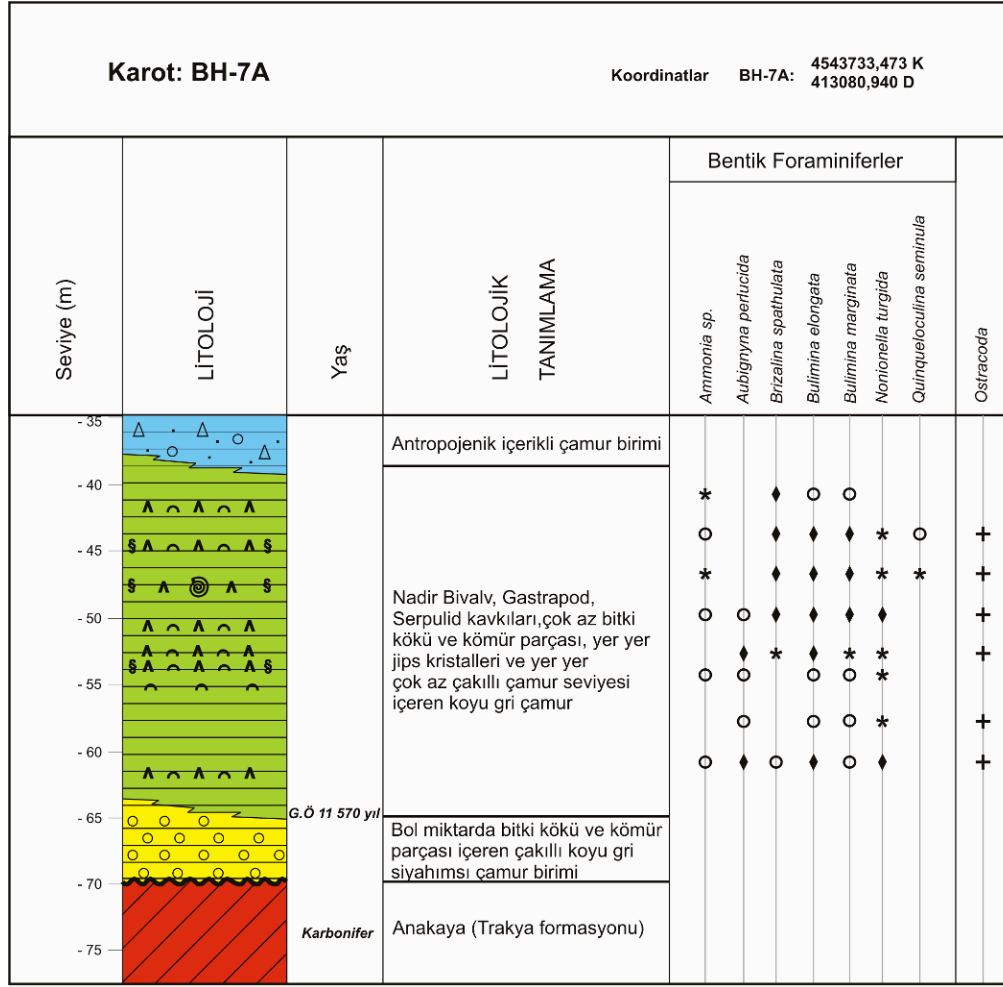 Karot: BH-7A
Koordinatlar BH-7A: 4543733,473 K
413080,940 D
Seviye (m)
LİTOLOJİ
Yaş
LİTOLOJİK
TANIMLAMA
Bentik Foraminiferler
Ammonia sp.
Aubignyna perlucida
Brizalina spathulata
Bulimina elongata
Bulimina marginata
Nonionella turgida
Quinqueloculina seminula
Ostracoda
- 35
- 40
- 45
- 50
- 55
- 60
- 65
- 70
- 75
G.Ö 11 570 yıl
Karbonifer
Antropojenik içerikli çamur birimi
Nadir Bivalv, Gastrapod,
Serpulid kavkıları,çok az bitki
kökü ve kömür parçası, yer yer
jips kristalleri ve yer yer
çok az çakıllı çamur seviyesi
içeren koyu gri çamur
Bol miktarda bitki kökü ve kömür
parçası içeren çakıllı koyu gri
siyahımsı çamur birimi
Anakaya (Trakya formasyonu)